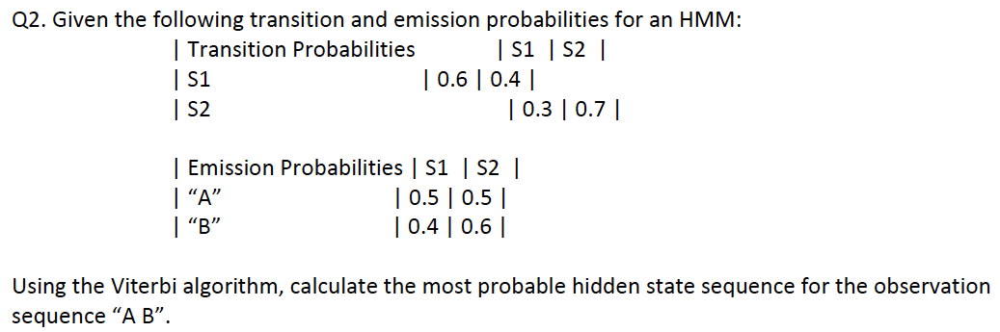 Q2. Given the following transition and emission probabilities for an HMM:
| Transition Probabilities | S1 | S2 |
| S1 | 0.6 | 0.4 |
| S2 | 0.3 | 0.7 |
| Emission Probabilities | S1 | S2 |
| “A” | 0.5 | 0.5 |
| “B” | 0.4 | 0.6 |
Using the Viterbi algorithm, calculate the most probable hidden state sequence for the observation
sequence “A B”.